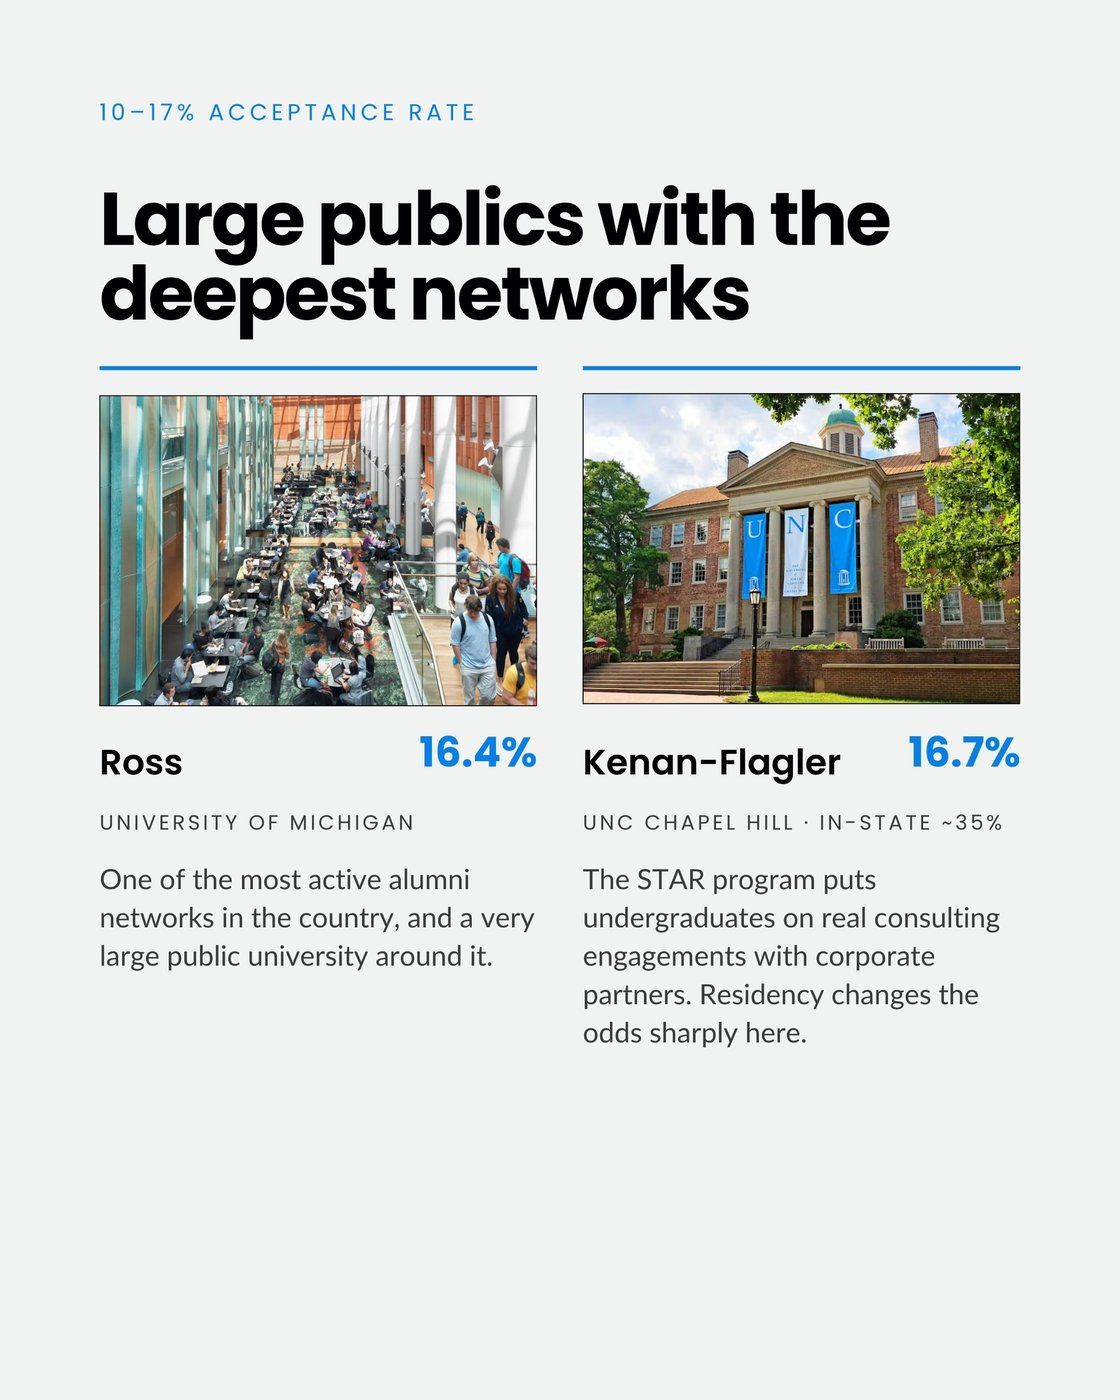 10–17% ACCEPTANCE RATE
Large publics with the
deepest networks
U N C
Ross 16.4%
UNIVERSITY OF MICHIGAN
One of the most active alumni
networks in the country, and a very
large public university around it.
Kenan-Flagler 16.7%
UNC CHAPEL HILL · IN-STATE ~35%
The STAR program puts
undergraduates on real consulting
engagements with corporate
partners. Residency changes the
odds sharply here.